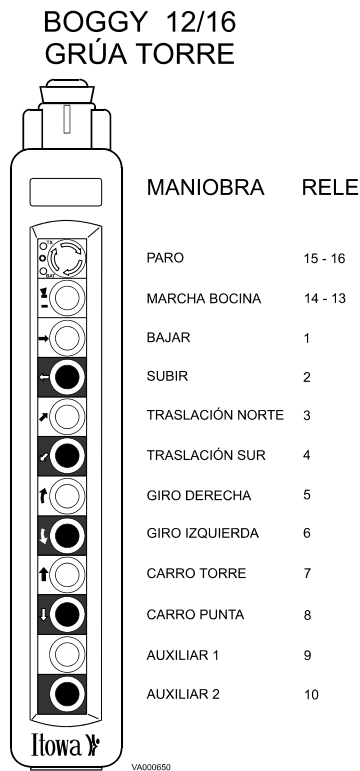 BOGGY 12/16
GRÚA TORRE
MANIOBRA RELE
TX
BAT
PARO 15 - 16
MARCHA BOCINA 14 - 13
BAJAR 1
SUBIR 2
TRASLACIÓN NORTE 3
TRASLACIÓN SUR 4
GIRO DERECHA 5
GIRO IZQUIERDA 6
CARRO TORRE 7
CARRO PUNTA 8
AUXILIAR 1 9
AUXILIAR 2 10
Itowa
VA000650